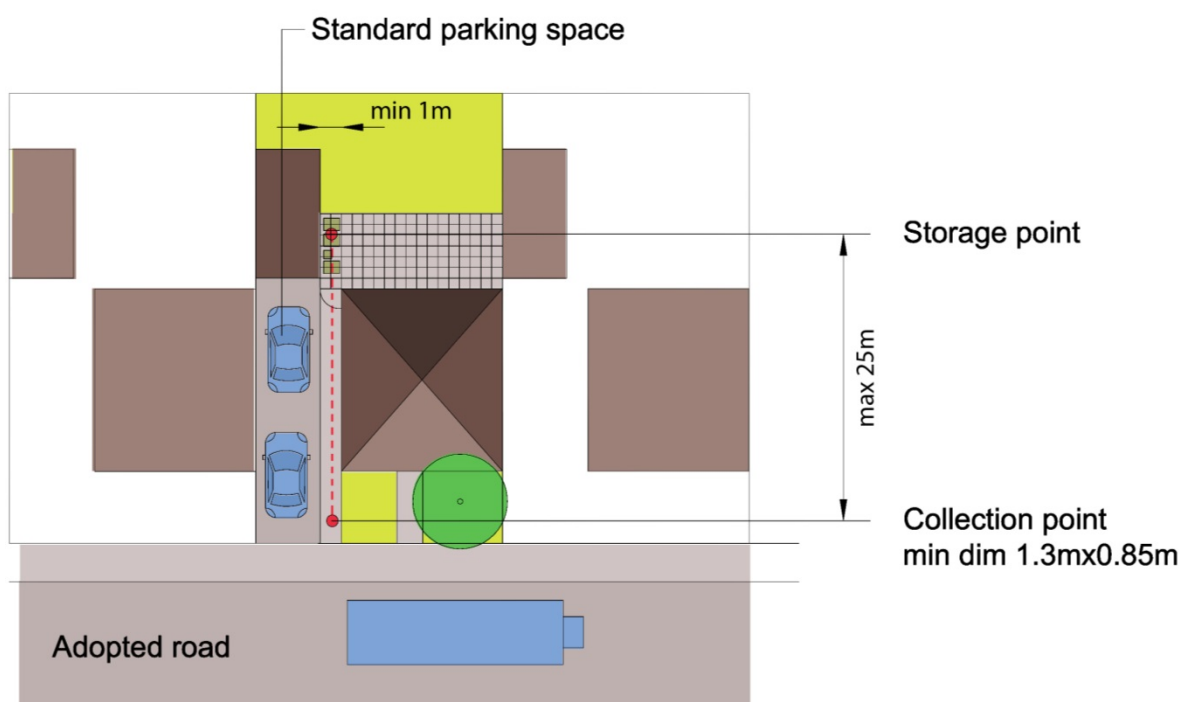 Standard parking space
min 1m
Storage point
max 25m
Collection point
min dim 1.3mx0.85m
Adopted road